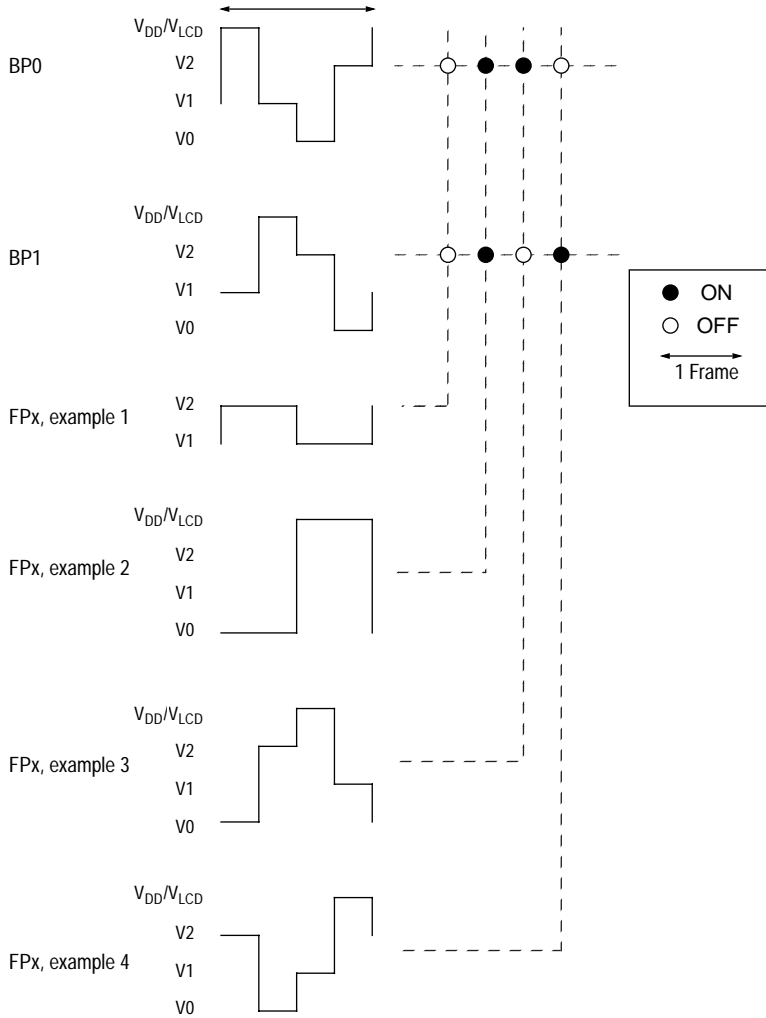 V_DD/V_LCD
BP0
V2
V1
V0
V_DD/V_LCD
BP1
V2
V1
V0
ON
OFF
1 Frame
FPx, example 1
V2
V1
V_DD/V_LCD
FPx, example 2
V2
V1
V0
V_DD/V_LCD
FPx, example 3
V2
V1
V0
V_DD/V_LCD
FPx, example 4
V2
V1
V0